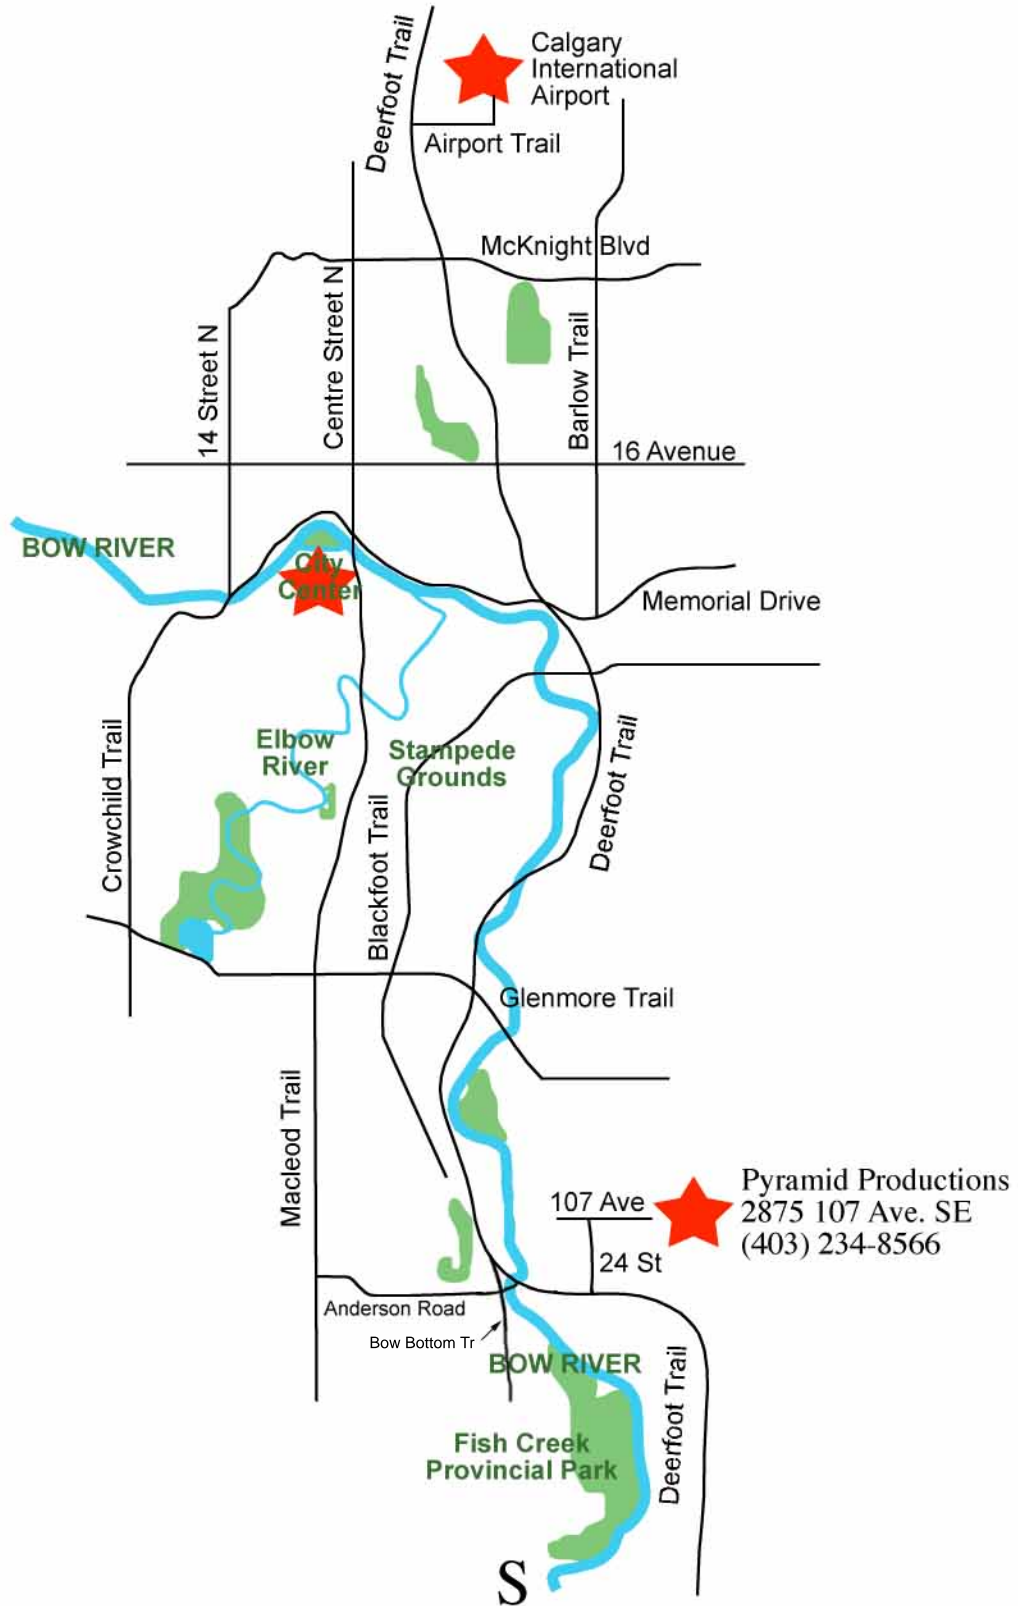 Deerfoot Trail
Calgary
International
Airport
Airport Trail
McKnight Blvd
14 Street N
Centre Street N
Barlow Trail
16 Avenue
BOW RIVER
City
Center
Memorial Drive
Crowchild Trail
Elbow
River
Stampede
Grounds
Deerfoot Trail
Blackfoot Trail
Glenmore Trail
Macleod Trail
107 Ave
Pyramid Productions
2875 107 Ave. SE
(403) 234-8566
24 St
Anderson Road
Bow Bottom Tr
BOW RIVER
Deerfoot Trail
Fish Creek
Provincial Park
S